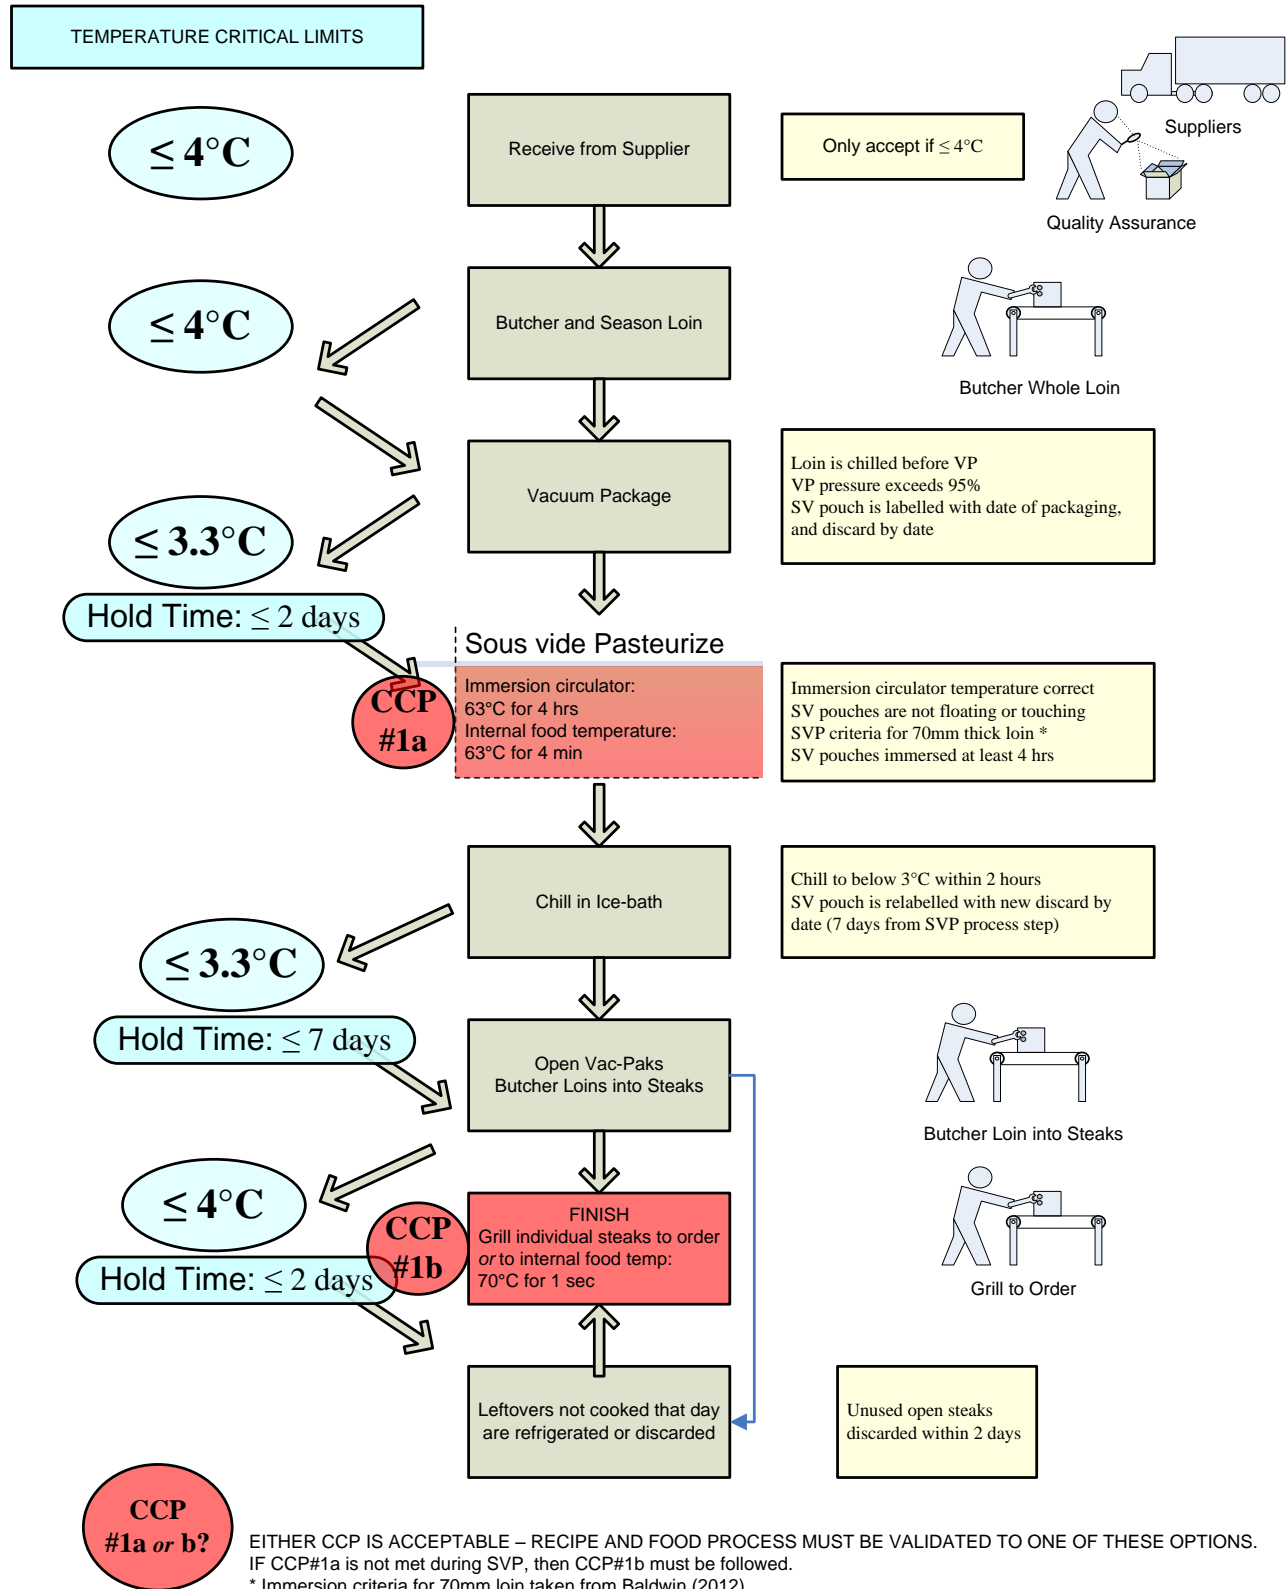 TEMPERATURE CRITICAL LIMITS
≤ 4°C
Receive from Supplier
Only accept if ≤ 4°C
Suppliers
Quality Assurance
≤ 4°C
Butcher and Season Loin
Butcher Whole Loin
Vacuum Package
Loin is chilled before VP
VP pressure exceeds 95%
SV pouch is labelled with date of packaging,
and discard by date
≤ 3.3°C
Hold Time: ≤ 2 days
Sous vide Pasteurize
CCP
#1a
Immersion circulator:
63°C for 4 hrs
Internal food temperature:
63°C for 4 min
Immersion circulator temperature correct
SV pouches are not floating or touching
SVP criteria for 70mm thick loin *
SV pouches immersed at least 4 hrs
Chill in Ice-bath
Chill to below 3°C within 2 hours
SV pouch is relabelled with new discard by
date (7 days from SVP process step)
≤ 3.3°C
Hold Time: ≤ 7 days
Open Vac-Paks
Butcher Loins into Steaks
Butcher Loin into Steaks
≤ 4°C
Hold Time: ≤ 2 days
CCP
#1b
FINISH
Grill individual steaks to order
or to internal food temp:
70°C for 1 sec
Grill to Order
Leftovers not cooked that day
are refrigerated or discarded
Unused open steaks
discarded within 2 days
CCP
#1a or b?
EITHER CCP IS ACCEPTABLE – RECIPE AND FOOD PROCESS MUST BE VALIDATED TO ONE OF THESE OPTIONS.
IF CCP#1a is not met during SVP, then CCP#1b must be followed.
* Immersion criteria for 70mm loin taken from Baldwin (2012)